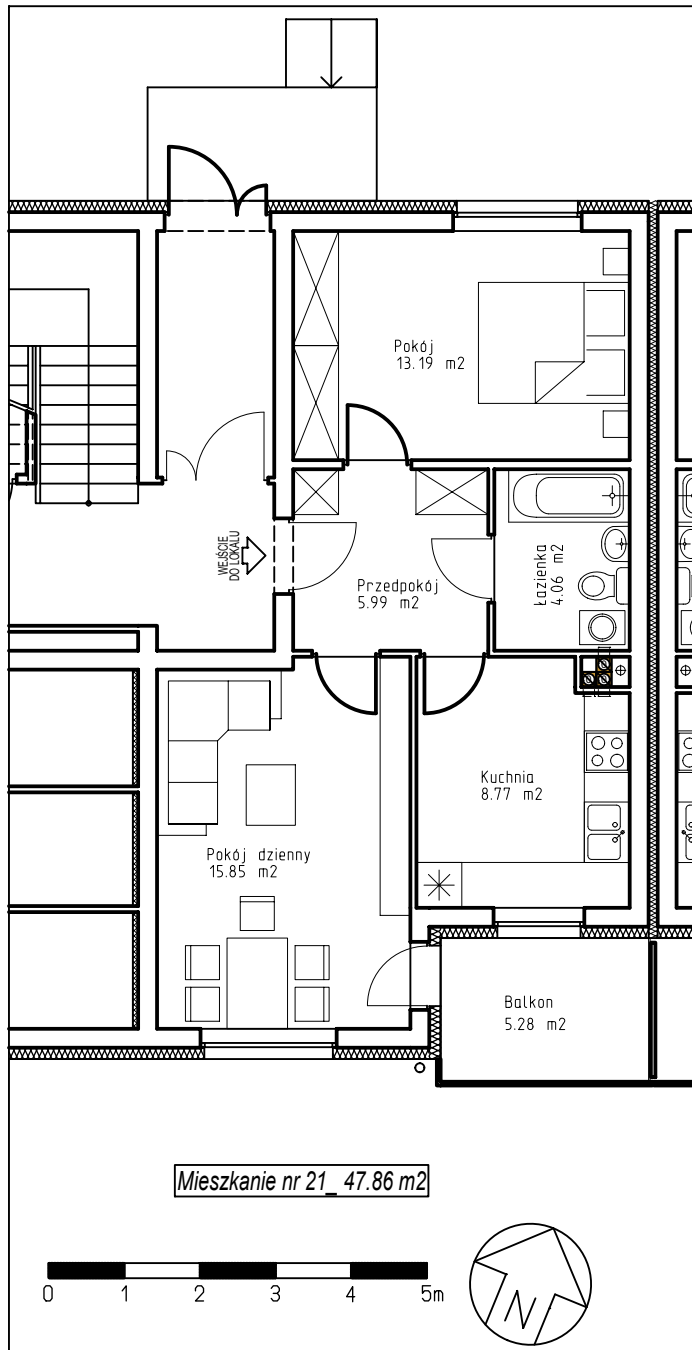 Pokój
13.19 m2
WEJŚCIE
DO LOKALU
Przedpokój
5.99 m2
Łazienka
4.06 m2
Kuchnia
8.77 m2
Pokój dzienny
15.85 m2
Balkon
5.28 m2
Mieszkanie nr 21_ 47.86 m2
0 1 2 3 4 5m
N